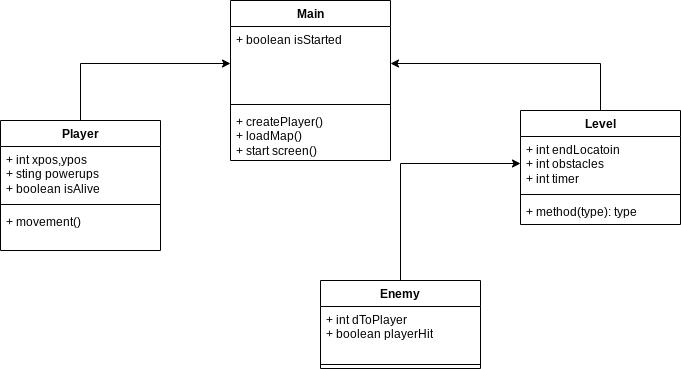 Main
+ boolean isStarted
+ createPlayer()
+ loadMap()
+ start screen()
Player
+ int xpos,ypos
+ sting powerups
+ boolean isAlive
+ movement()
Level
+ int endLocatoin
+ int obstacles
+ int timer
+ method(type): type
Enemy
+ int dToPlayer
+ boolean playerHit